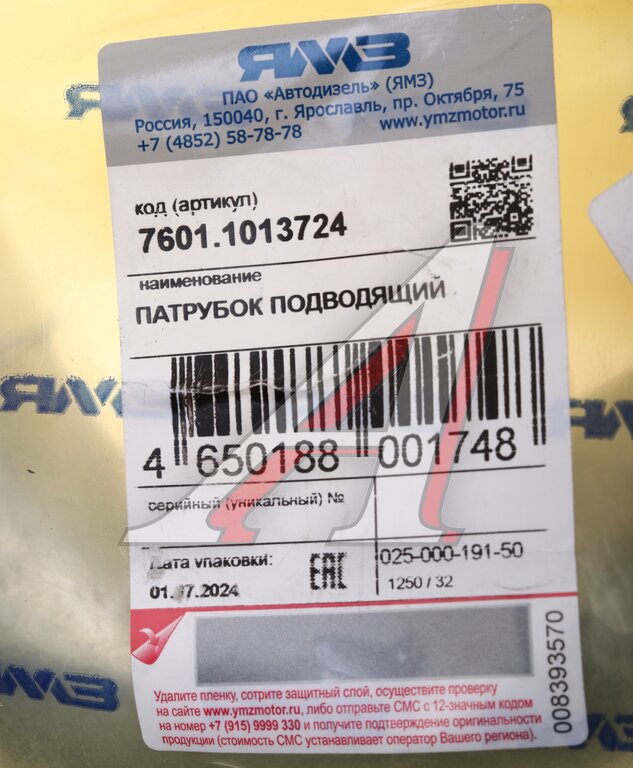 ЯМЗ
ПАО «Автодизель» (ЯМЗ)
Россия, 150040, г. Ярославль, пр. Октября, 75
+7 (4852) 58-78-78 www.ymzmotor.ru
код (артикул)
7601.1013724
наименование
ПАТРУБОК ПОДВОДЯЩИЙ
4 650188 001748
серийный (уникальный) №
Дата упаковки:
EAC
025-000-191-50
1250 / 32
008393570
Удалите пленку, сотрите защитный слой, осуществите проверку
на сайте www.ymzmotor.ru, либо отправьте СМС с 12-значным кодом
на номер +7 (915) 9999 330 и получите подтверждение оригинальности
продукции (стоимость СМС устанавливает оператор Вашего региона).